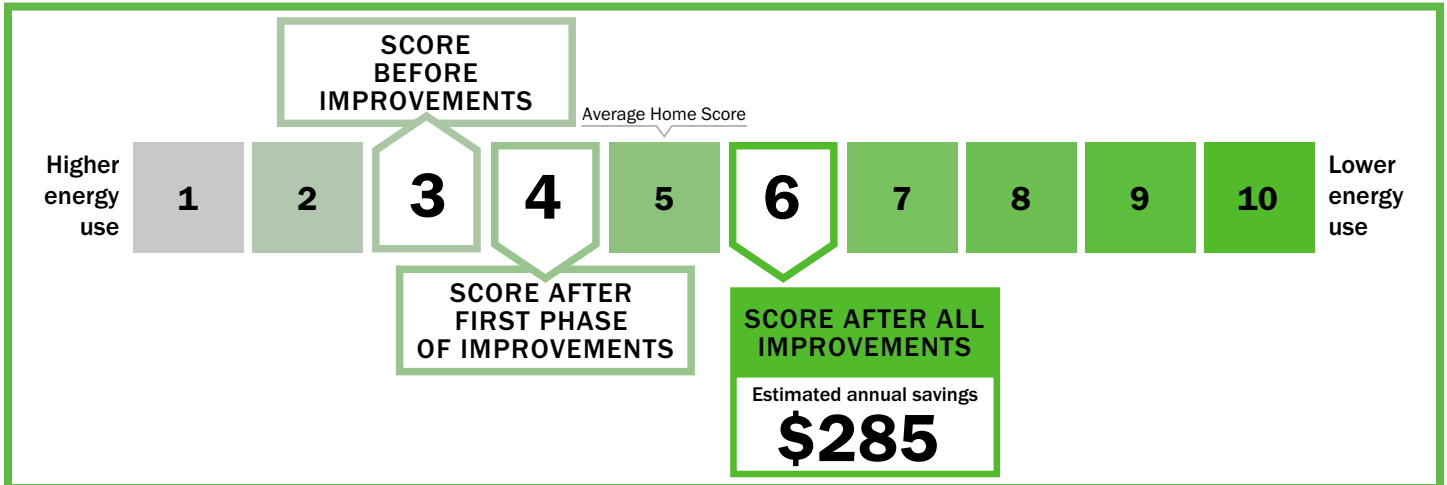 SCORE
BEFORE
IMPROVEMENTS
Average Home Score
Higher
energy
use
1
2
3
4
5
6
7
8
9
10
Lower
energy
use
SCORE AFTER
FIRST PHASE
OF IMPROVEMENTS
SCORE AFTER ALL
IMPROVEMENTS
Estimated annual savings
$285